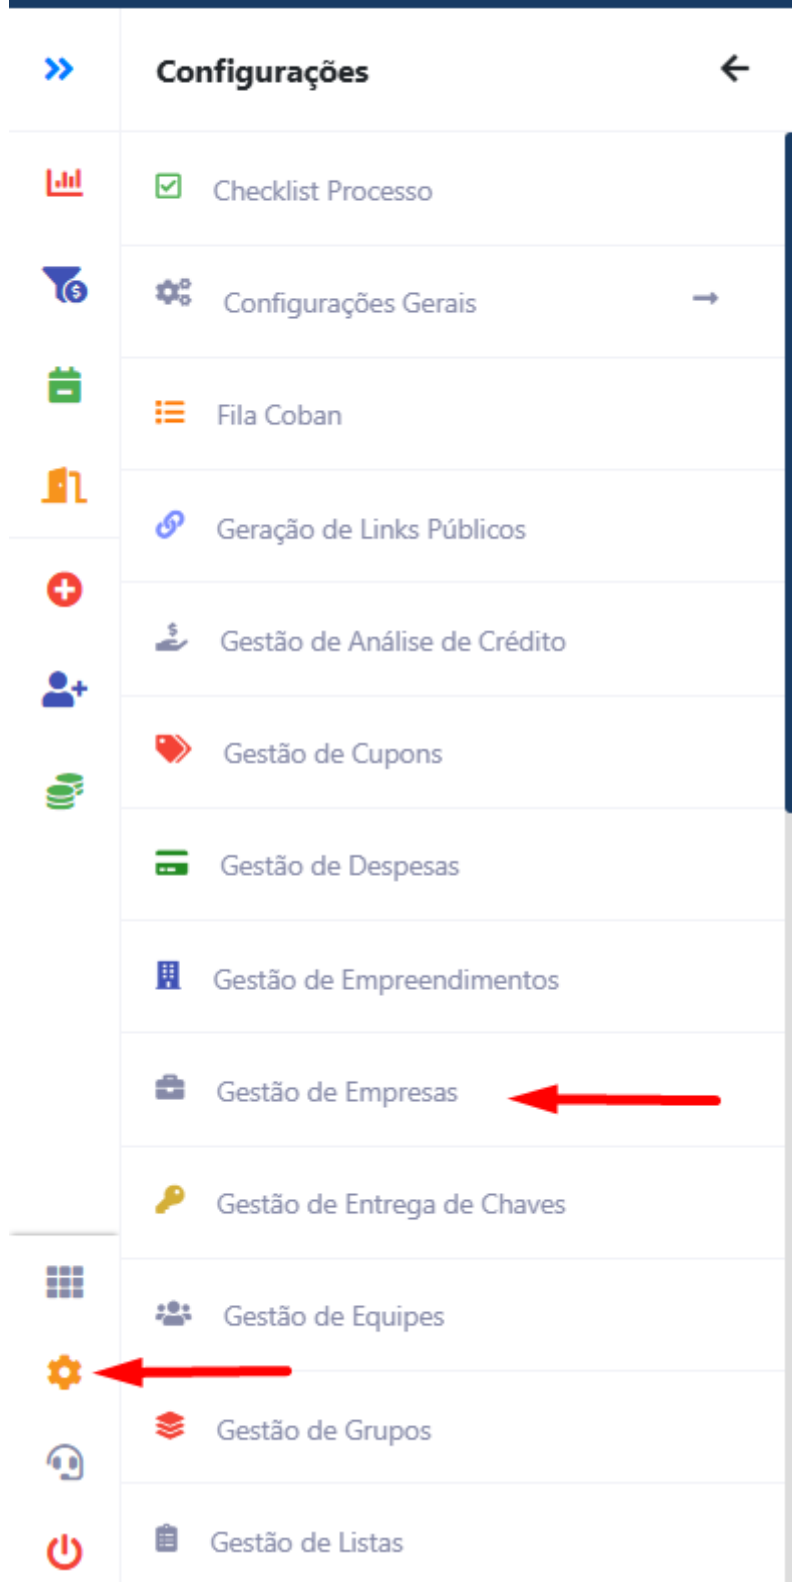 Configurações
Checklist Processo
Configurações Gerais
Fila Coban
Geração de Links Públicos
Gestão de Análise de Crédito
Gestão de Cupons
Gestão de Despesas
Gestão de Empreendimentos
Gestão de Empresas
Gestão de Entrega de Chaves
Gestão de Equipes
Gestão de Grupos
Gestão de Listas